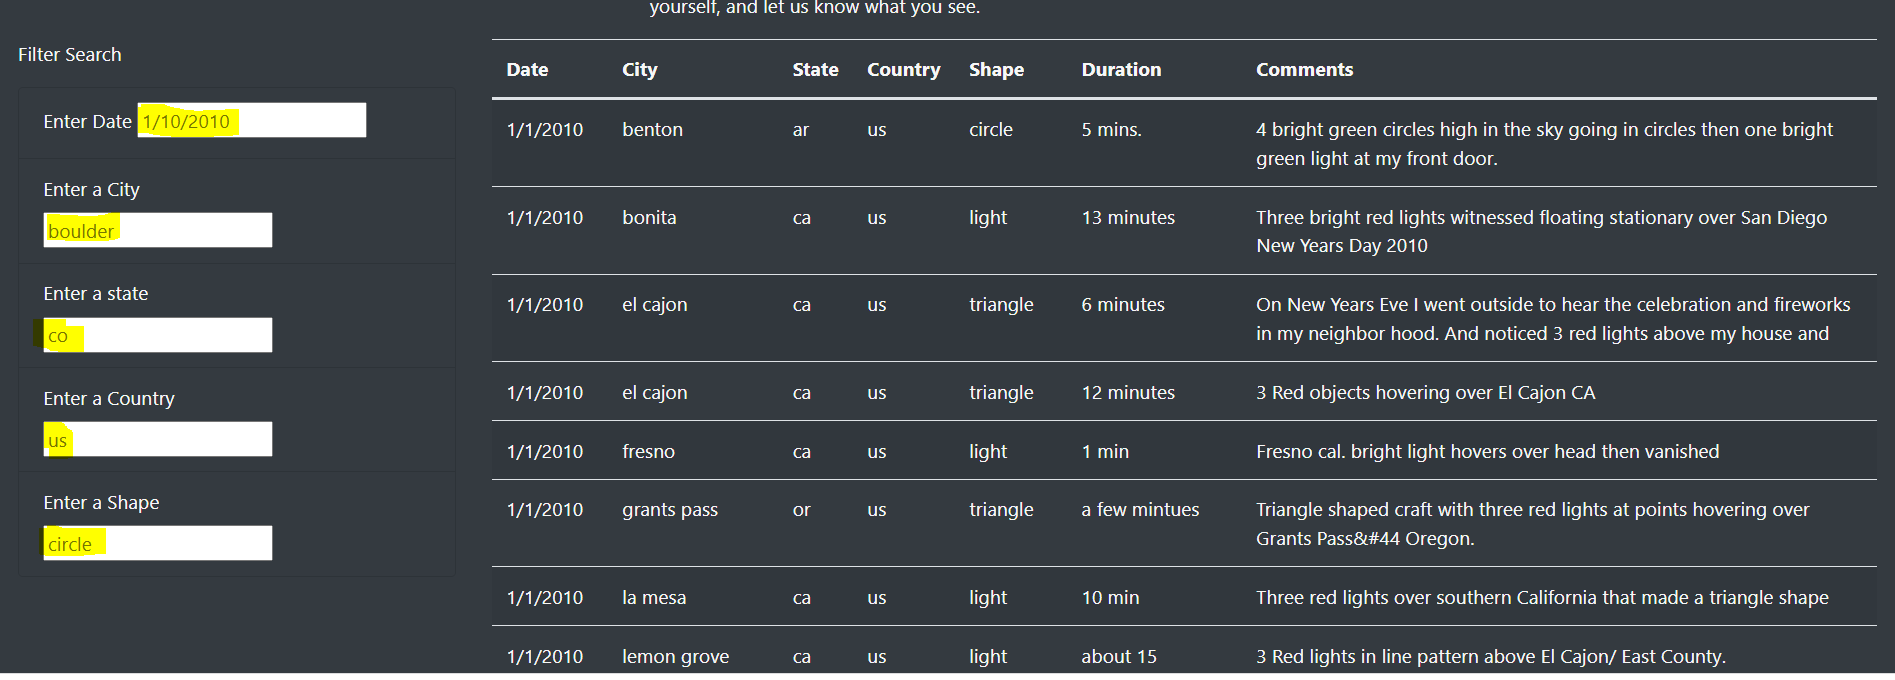 yourself, and let us know what you see.
Filter Search
Enter Date 1/10/2010
Enter a City
boulder
Enter a state
co
Enter a Country
us
Enter a Shape
circle
Date City State Country Shape Duration Comments
1/1/2010 benton ar us circle 5 mins. 4 bright green circles high in the sky going in circles then one bright
green light at my front door.
1/1/2010 bonita ca us light 13 minutes Three bright red lights witnessed floating stationary over San Diego
New Years Day 2010
1/1/2010 el cajon ca us triangle 6 minutes On New Years Eve I went outside to hear the celebration and fireworks
in my neighbor hood. And noticed 3 red lights above my house and
1/1/2010 el cajon ca us triangle 12 minutes 3 Red objects hovering over El Cajon CA
1/1/2010 fresno ca us light 1 min Fresno cal. bright light hovers over head then vanished
1/1/2010 grants pass or us triangle a few mintues Triangle shaped craft with three red lights at points hovering over
Grants Pass&#44 Oregon.
1/1/2010 la mesa ca us light 10 min Three red lights over southern California that made a triangle shape
1/1/2010 lemon grove ca us light about 15 3 Red lights in line pattern above El Cajon/ East County.